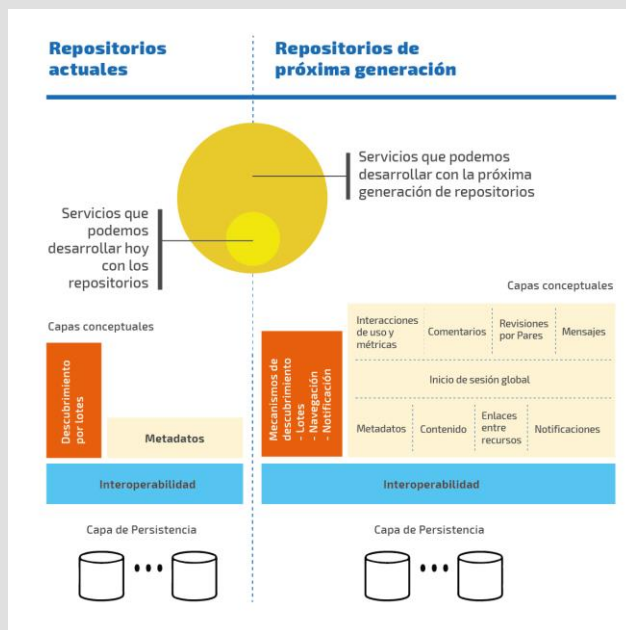 Repositorios
actuales
Repositorios de
próxima generación
Servicios que podemos
desarrollar con la próxima
generación de repositorios
Servicios que
podemos
desarrollar hoy
con los
repositorios
Capas conceptuales
Capas conceptuales
Descubrimiento
por lotes
Metadatos
Interoperabilidad
Capa de Persistencia
Mecanismos de
descubrimiento
- Lotes
- Navegación
- Notificación
Interacciones
de uso y
métricas
Comentarios
Revisiones
por Pares
Mensajes
Inicio de sesión global
Metadatos
Contenido
Enlaces
entre
recursos
Notificaciones
Interoperabilidad
Capa de Persistencia